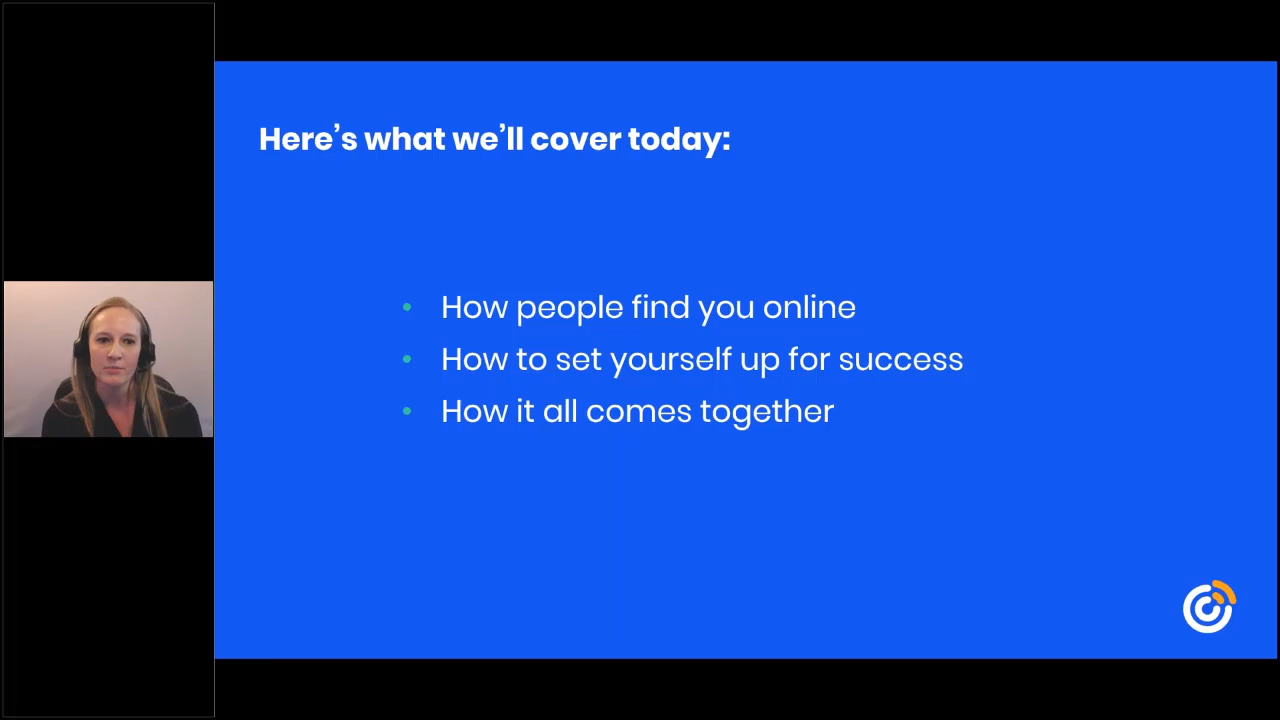 Here’s what we’ll cover today:
• How people find you online
• How to set yourself up for success
• How it all comes together